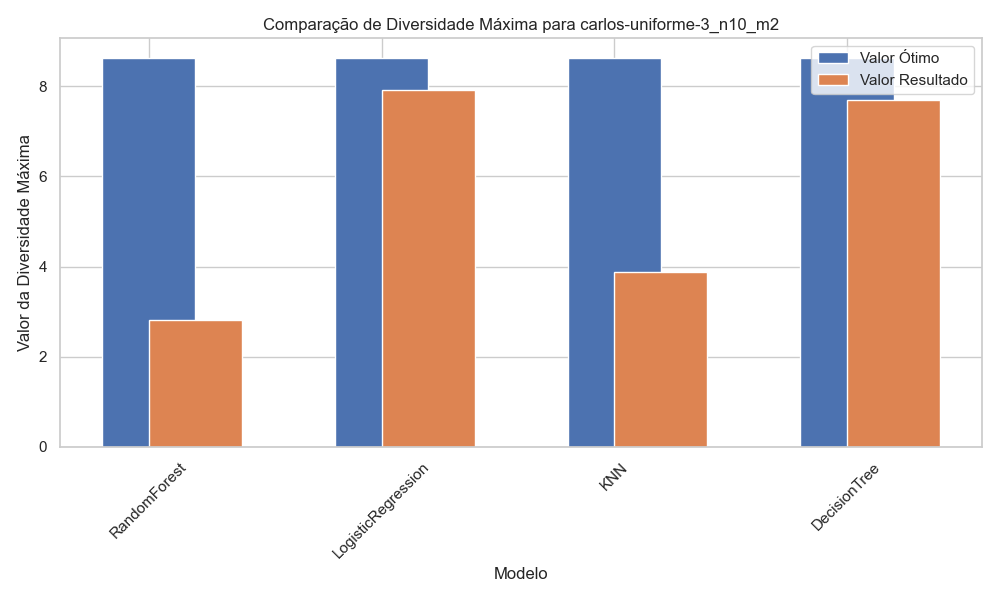 Comparação de Diversidade Máxima para carlos-uniforme-3_n10_m2
Valor Ótimo
Valor Resultado
Valor da Diversidade Máxima
8
6
4
2
0
RandomForest
LogisticRegression
KNN
DecisionTree
Modelo